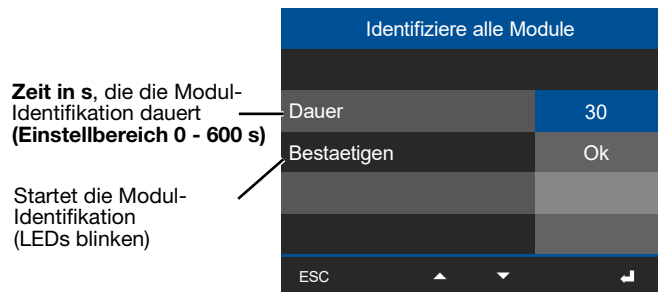 Identifiziere alle Module
Zeit in s, die die Modul-
Identifikation dauert
(Einstellbereich 0 - 600 s)
Dauer 30
Bestaetigen Ok
Startet die Modul-
Identifikation
(LEDs blinken)
ESC